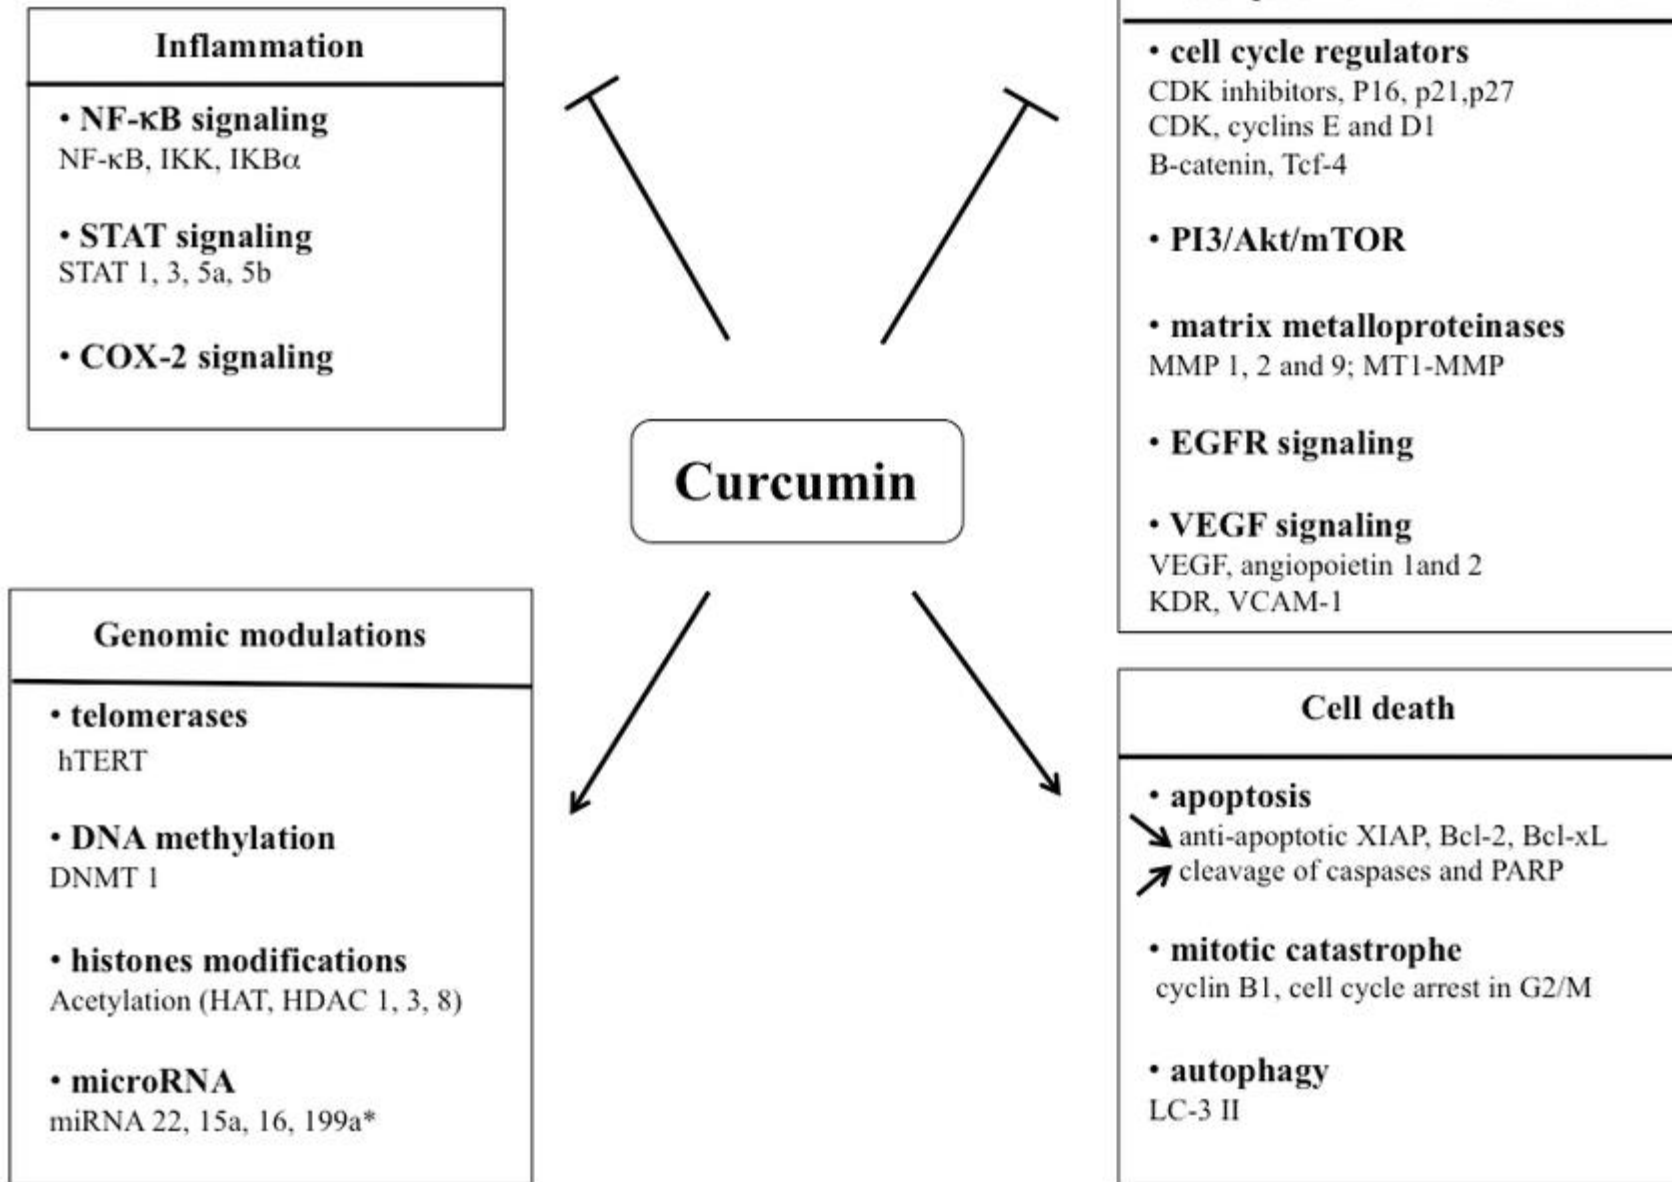 Inflammation
• NF-κB signaling
NF-κB, IKK, IKBα
• STAT signaling
STAT 1, 3, 5a, 5b
• COX-2 signaling
• cell cycle regulators
CDK inhibitors, P16, p21,p27
CDK, cyclins E and D1
B-catenin, Tcf-4
• PI3/Akt/mTOR
• matrix metalloproteinases
MMP 1, 2 and 9; MT1-MMP
• EGFR signaling
• VEGF signaling
VEGF, angiopoietin 1and 2
KDR, VCAM-1
Curcumin
Genomic modulations
• telomerases
hTERT
• DNA methylation
DNMT 1
• histones modifications
Acetylation (HAT, HDAC 1, 3, 8)
• microRNA
miRNA 22, 15a, 16, 199a*
Cell death
• apoptosis
anti-apoptotic XIAP, Bcl-2, Bcl-xL
cleavage of caspases and PARP
• mitotic catastrophe
cyclin B1, cell cycle arrest in G2/M
• autophagy
LC-3 II